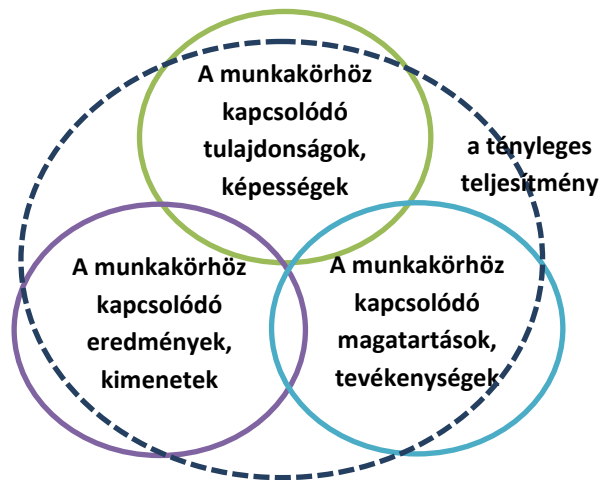 A munkakörhöz
kapcsolódó
tulajdonságok,
képességek
a tényleges
teljesítmény
A munkakörhöz
kapcsolódó
eredmények,
kimenetek
A munkakörhöz
kapcsolódó
magatartások,
tevékenységek